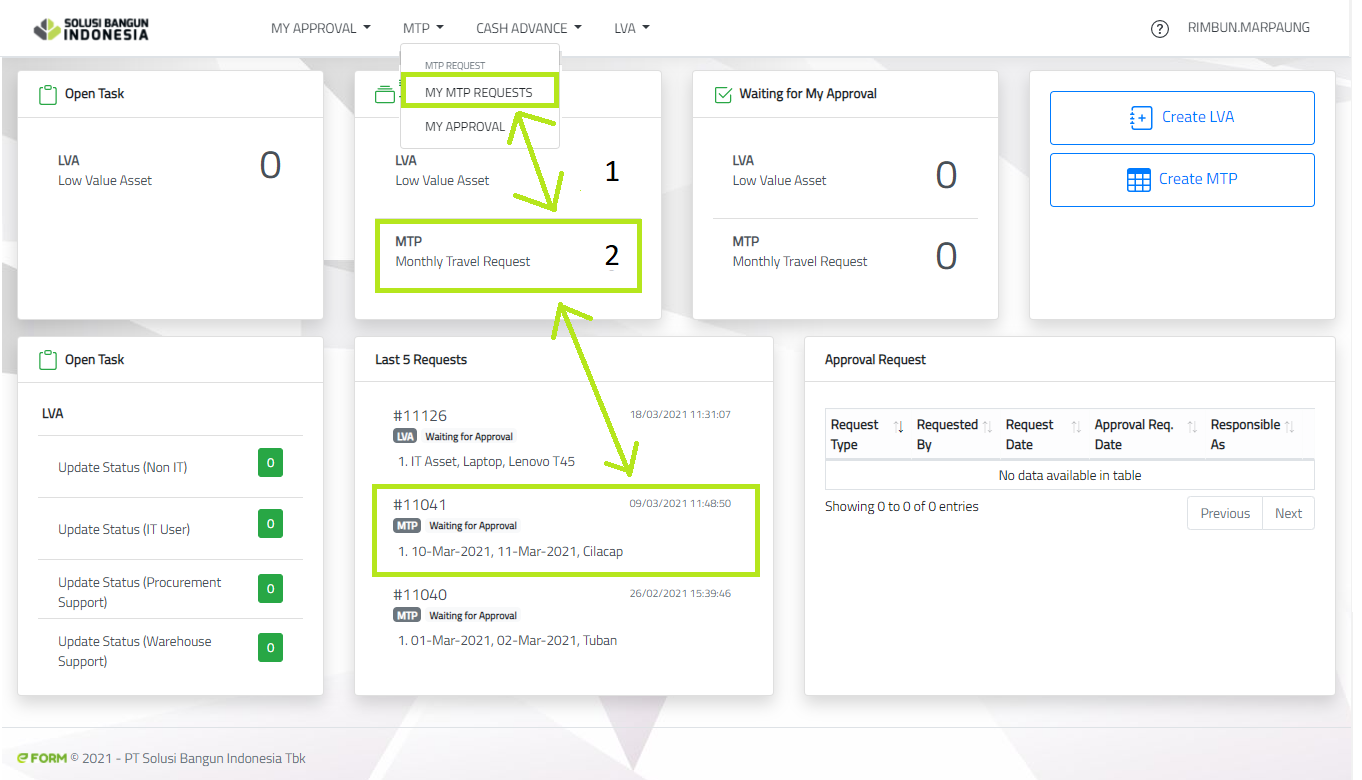 SOLUSI BANGUN
INDONESIA
MY APPROVAL
MTP
CASH ADVANCE
LVA
RIMBUN.MARPAUNG
MTP REQUEST
MY MTP REQUESTS
MY APPROVAL
Open Task
LVA
Low Value Asset
0
LVA
Low Value Asset
1
MTP
Monthly Travel Request
2
Waiting for My Approval
LVA
Low Value Asset
0
MTP
Monthly Travel Request
0
Create LVA
Create MTP
Open Task
LVA
Update Status (Non IT)
0
Update Status (IT User)
0
Update Status (Procurement
Support)
0
Update Status (Warehouse
Support)
0
Last 5 Requests
#11126
18/03/2021 11:31:07
LVA Waiting for Approval
1. IT Asset, Laptop, Lenovo T45
#11041
09/03/2021 11:48:50
MTP Waiting for Approval
1. 10-Mar-2021, 11-Mar-2021, Cilacap
#11040
26/02/2021 15:39:46
MTP Waiting for Approval
1. 01-Mar-2021, 02-Mar-2021, Tuban
Approval Request
Request
Type
Requested
By
Request
Date
Approval Req.
Date
Responsible
As
No data available in table
Showing 0 to 0 of 0 entries
Previous
Next
e FORM © 2021 - PT Solusi Bangun Indonesia Tbk